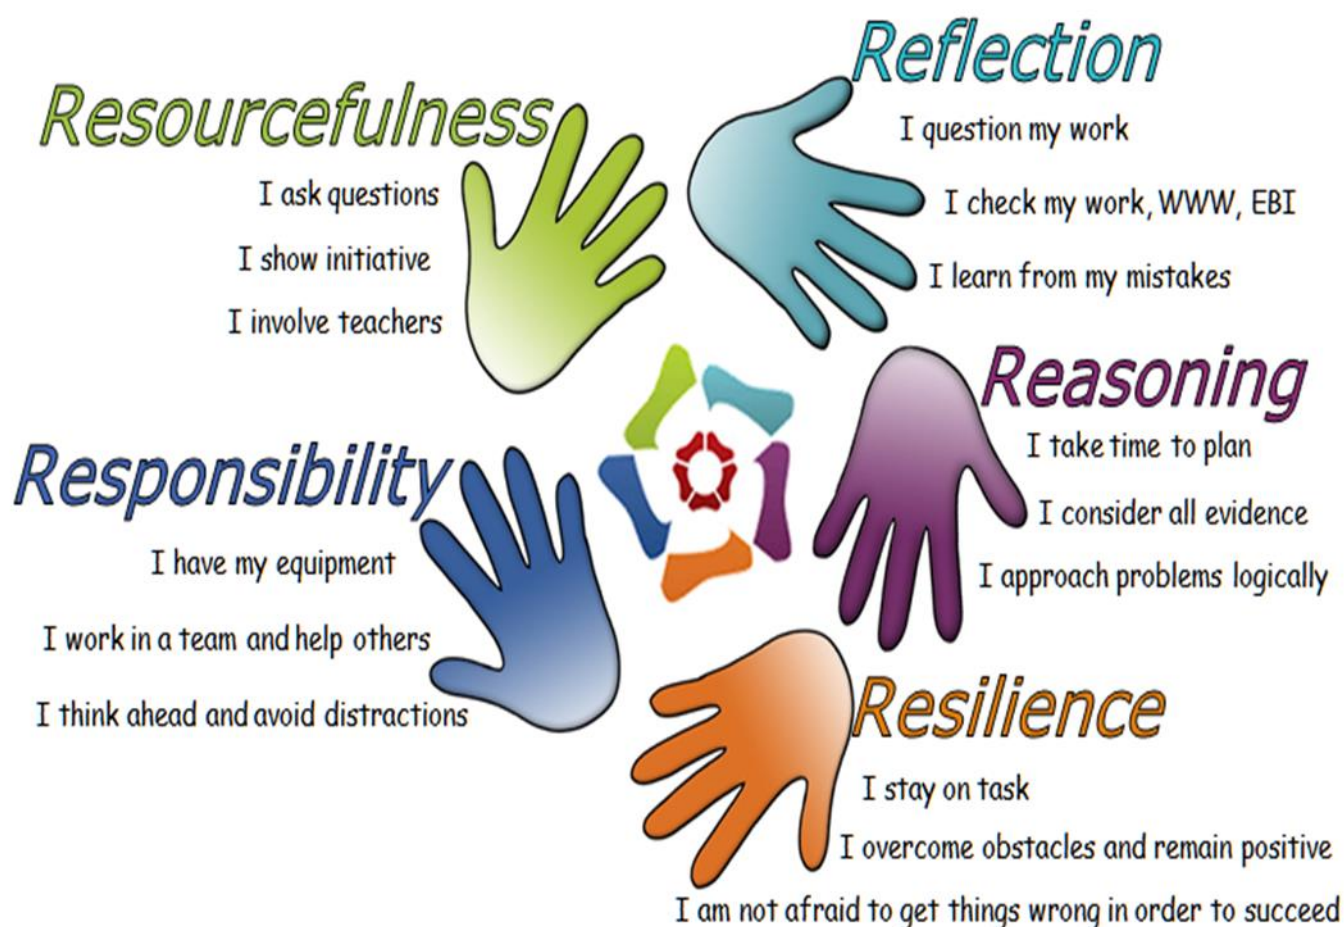 Resourcefulness
I ask questions
I show initiative
I involve teachers
Reflection
I question my work
I check my work, WWW, EBI
I learn from my mistakes
Reasoning
I take time to plan
I consider all evidence
I approach problems logically
Responsibility
I have my equipment
I work in a team and help others
I think ahead and avoid distractions
Resilience
I stay on task
I overcome obstacles and remain positive
I am not afraid to get things wrong in order to succeed